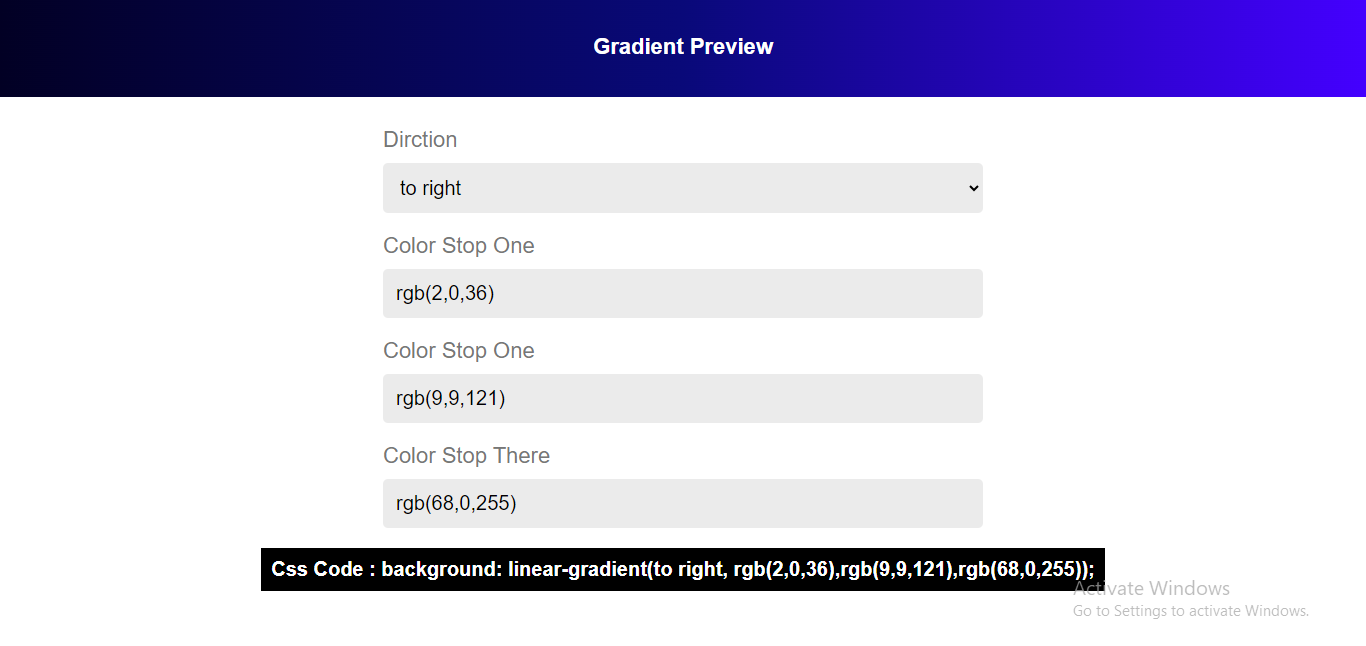 Gradient Preview
Dirction
to right
Color Stop One
rgb(2,0,36)
Color Stop One
rgb(9,9,121)
Color Stop There
rgb(68,0,255)
Css Code : background: linear-gradient(to right, rgb(2,0,36),rgb(9,9,121),rgb(68,0,255));
Activate Windows
Go to Settings to activate Windows.